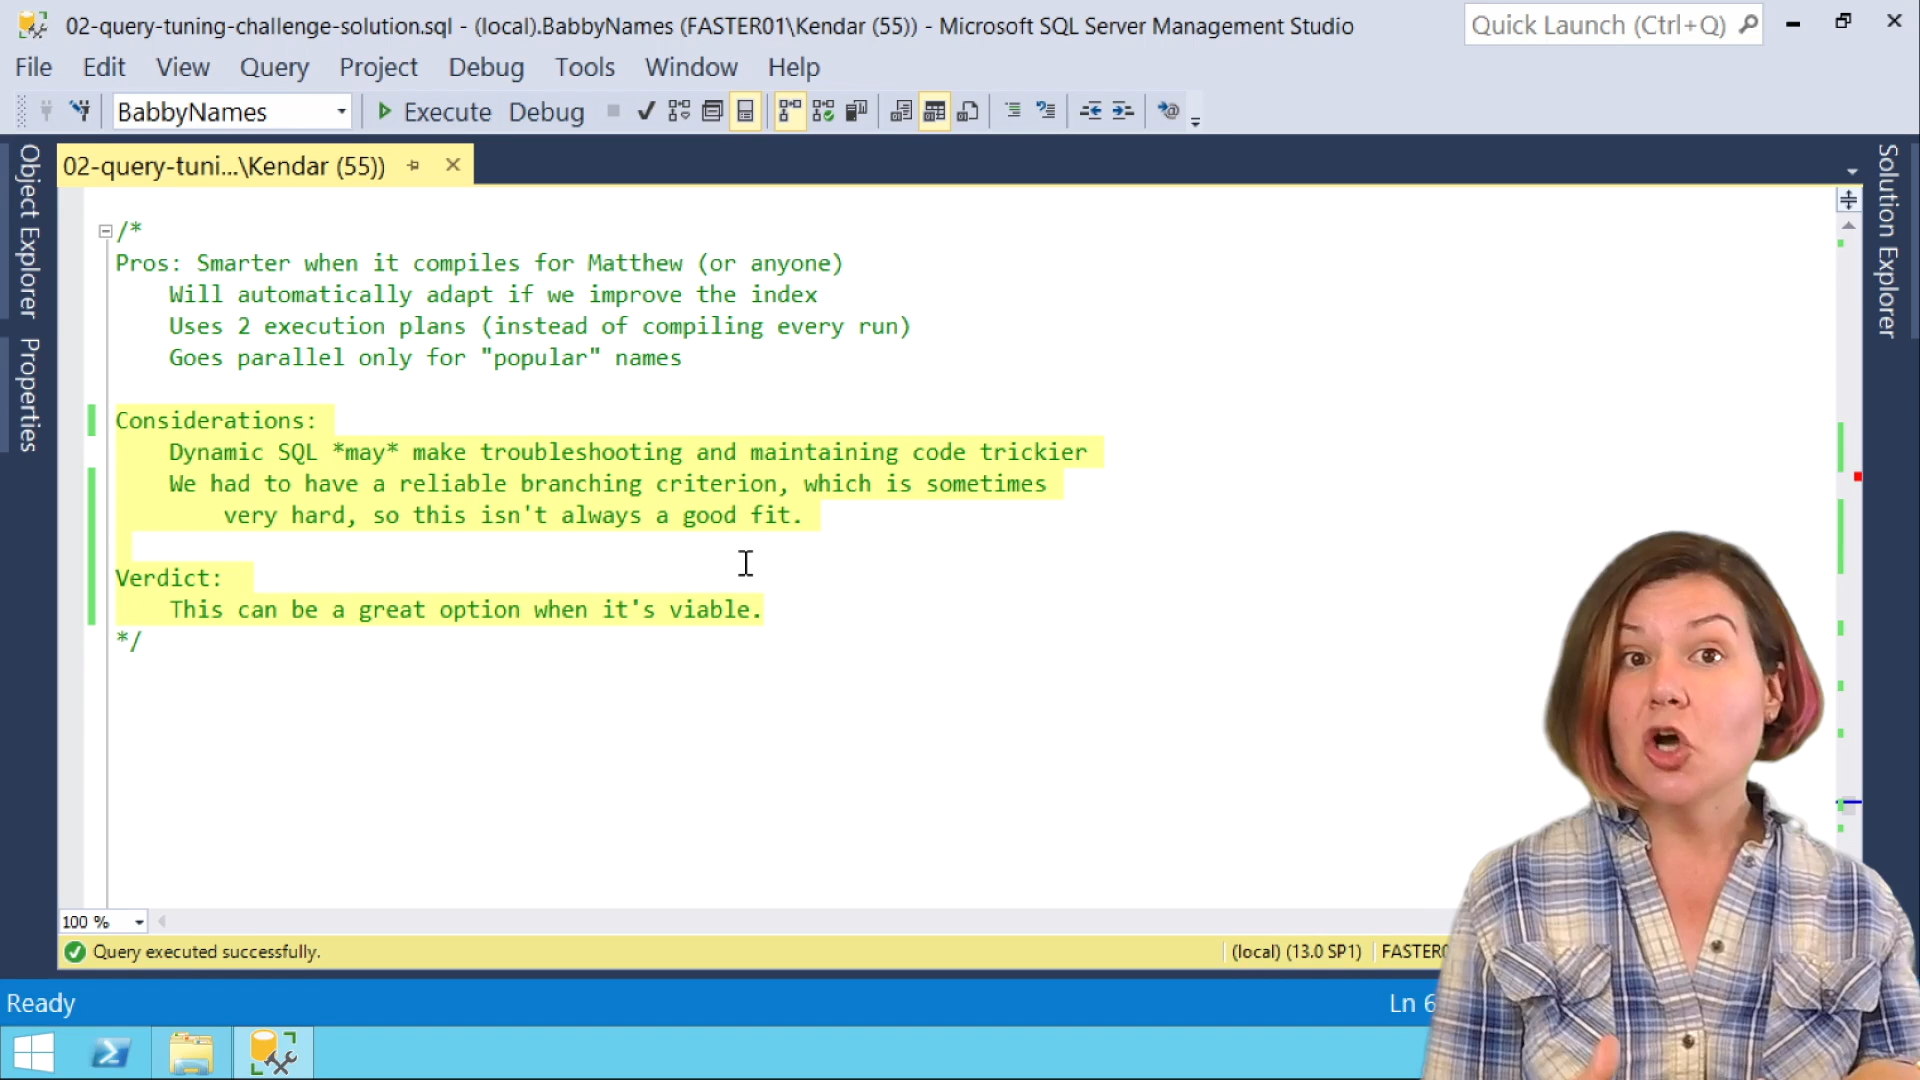 02-query-tuning-challenge-solution.sql - (local).BabbyNames (FASTER01\Kendar (55)) - Microsoft SQL Server Management Studio
Quick Launch (Ctrl+Q)
File Edit View Query Project Debug Tools Window Help
BabbyNames Execute Debug
02-query-tuni...\Kendar (55))
Object Explorer
Properties
Solution Explorer
/*
Pros: Smarter when it compiles for Matthew (or anyone)
Will automatically adapt if we improve the index
Uses 2 execution plans (instead of compiling every run)
Goes parallel only for "popular" names
Considerations:
Dynamic SQL *may* make troubleshooting and maintaining code trickier
We had to have a reliable branching criterion, which is sometimes
very hard, so this isn't always a good fit.
Verdict:
This can be a great option when it's viable.
*/
100 %
Query executed successfully.
(local) (13.0 SP1)
FASTER0
Ready
Ln 6